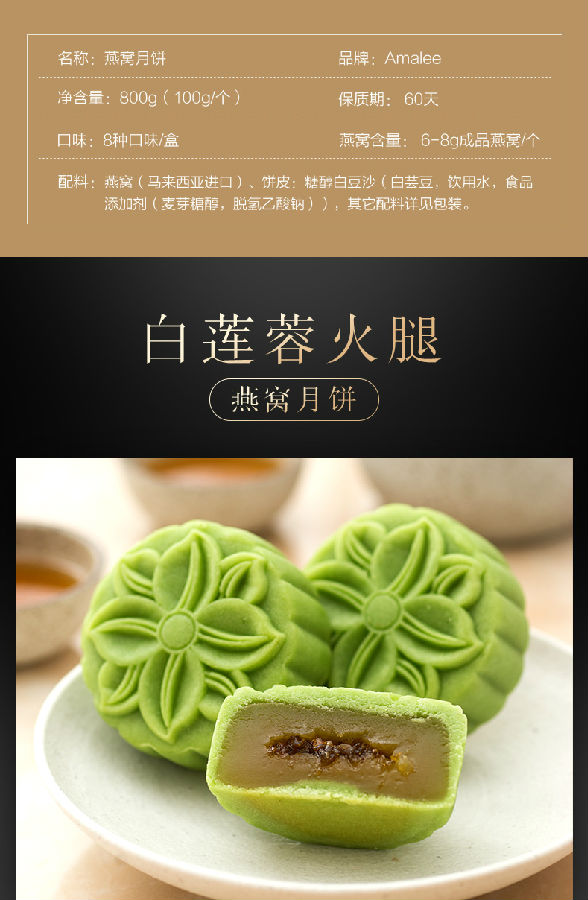 名称：燕窝月饼
品牌：Amalee
净含量：800g（100g/个）
保质期： 60天
口味：8种口味/盒
燕窝含量： 6-8g成品燕窝/个
配料：燕窝（马来西亚进口）、饼皮：糖醇白豆沙（白芸豆，饮用水，食品
添加剂（麦芽糖醇，脱氢乙酸钠）），其它配料详见包装。
白莲蓉火腿
燕窝月饼